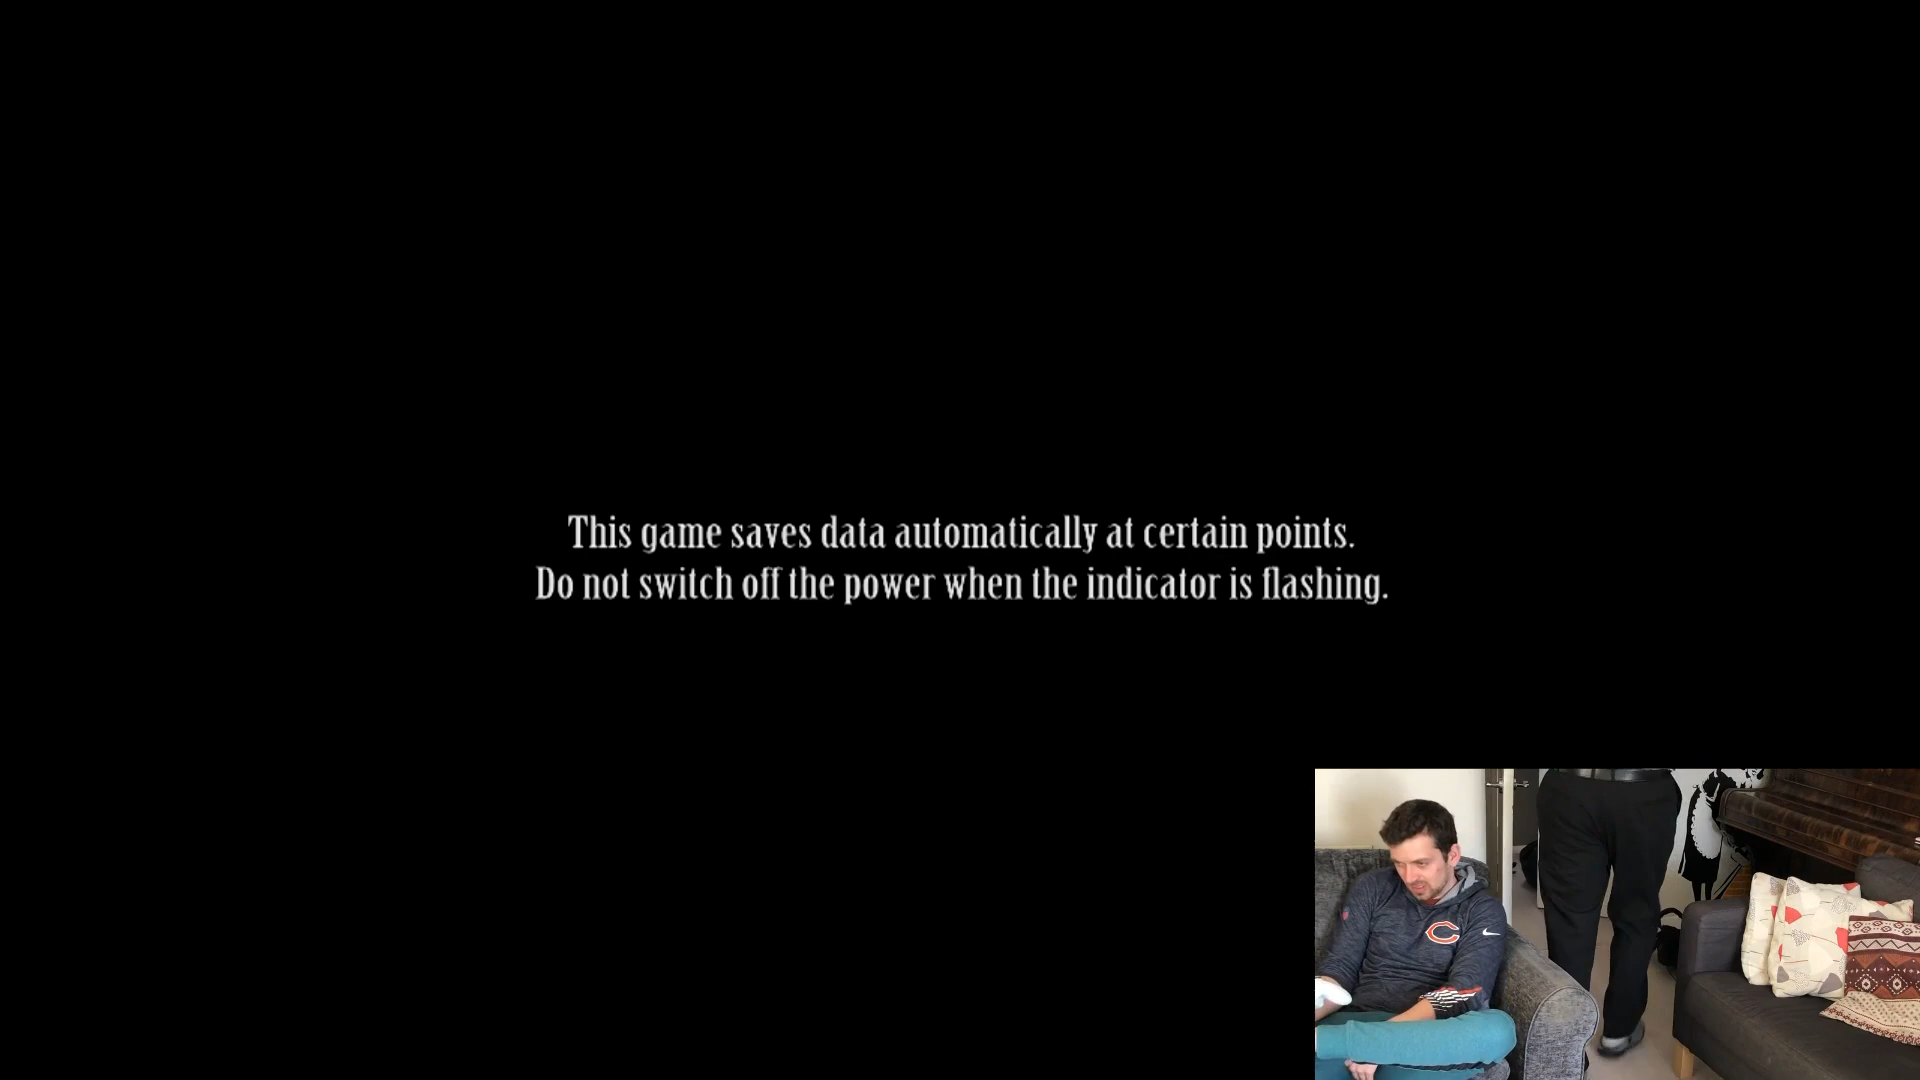 This game saves data automatically at certain points.
Do not switch off the power when the indicator is flashing.